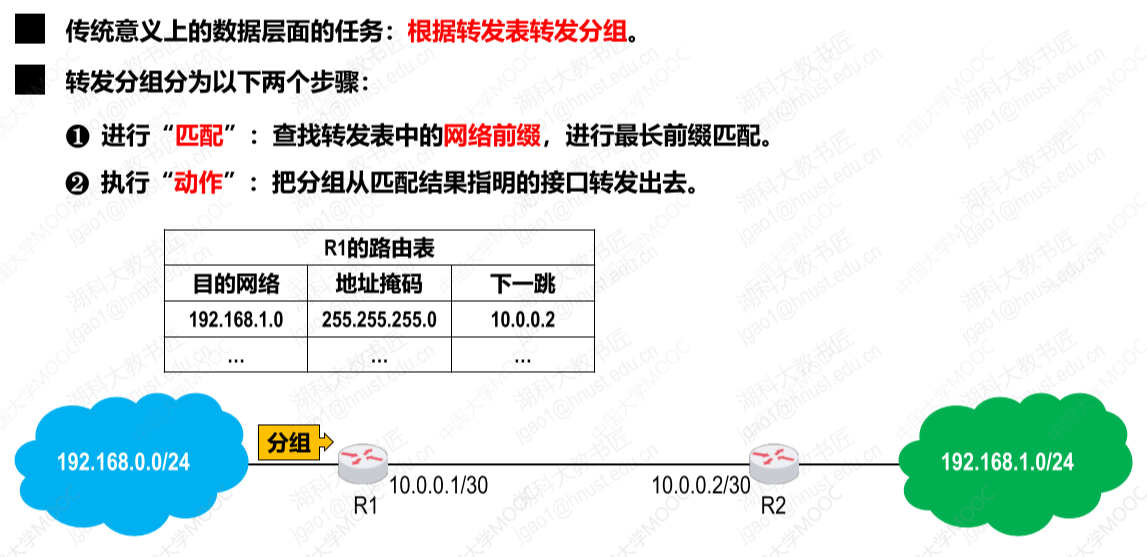 传统意义上的数据层面的任务：根据转发表转发分组。
转发分组分为以下两个步骤：
❶ 进行“匹配”：查找转发表中的网络前缀，进行最长前缀匹配。
❷ 执行“动作”：把分组从匹配结果指明的接口转发出去。
R1的路由表
目的网络 地址掩码 下一跳
192.168.1.0 255.255.255.0 10.0.0.2
... ... ...
分组
192.168.0.0/24
192.168.1.0/24
10.0.0.1/30
10.0.0.2/30
R1
R2
中国大学MOOC
湖科大教书匠
jgao1@hnust.edu.cn